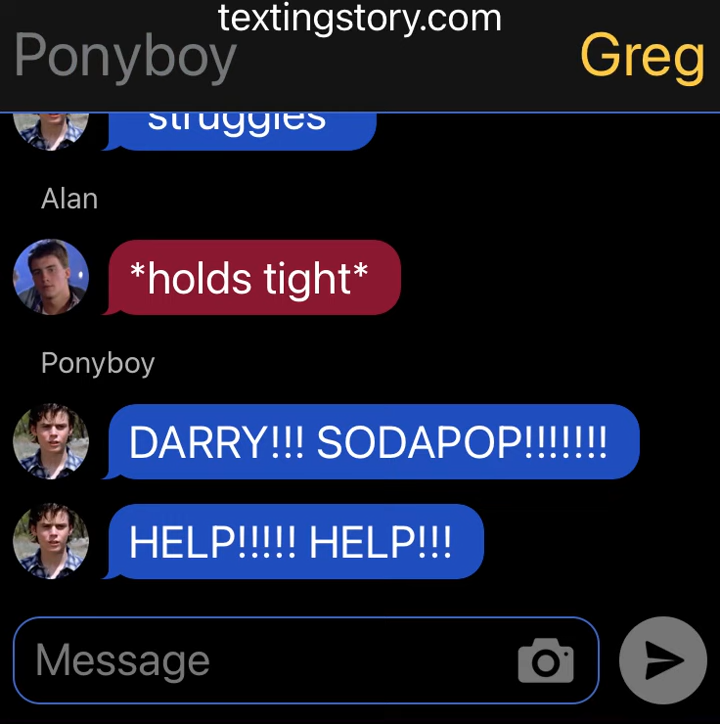 textingstory.com
Ponyboy
Greg
struggles
Alan
*holds tight*
Ponyboy
DARRY!!! SODAPOP!!!!!!!
HELP!!!!! HELP!!!
Message